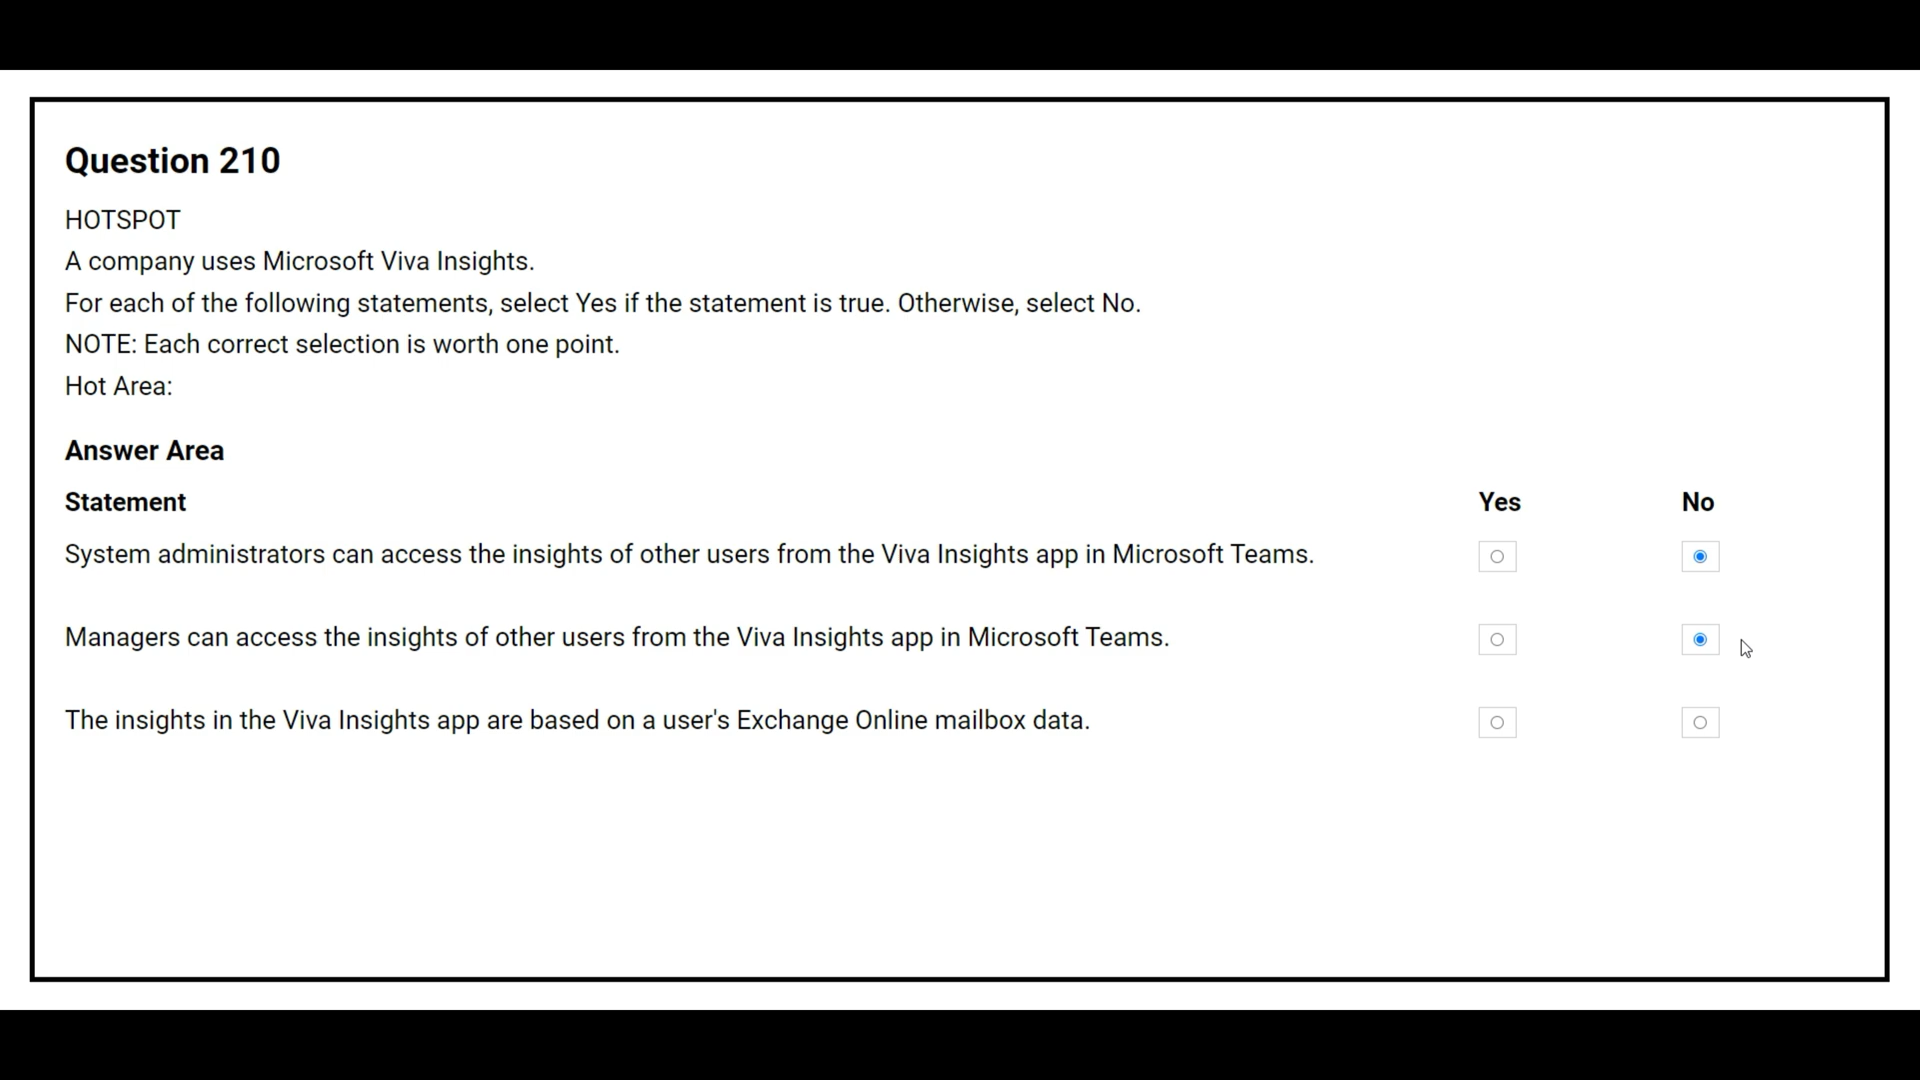 Question 210
HOTSPOT
A company uses Microsoft Viva Insights.
For each of the following statements, select Yes if the statement is true. Otherwise, select No.
NOTE: Each correct selection is worth one point.
Hot Area:
Answer Area
Statement Yes No
System administrators can access the insights of other users from the Viva Insights app in Microsoft Teams.
Managers can access the insights of other users from the Viva Insights app in Microsoft Teams.
The insights in the Viva Insights app are based on a user's Exchange Online mailbox data.